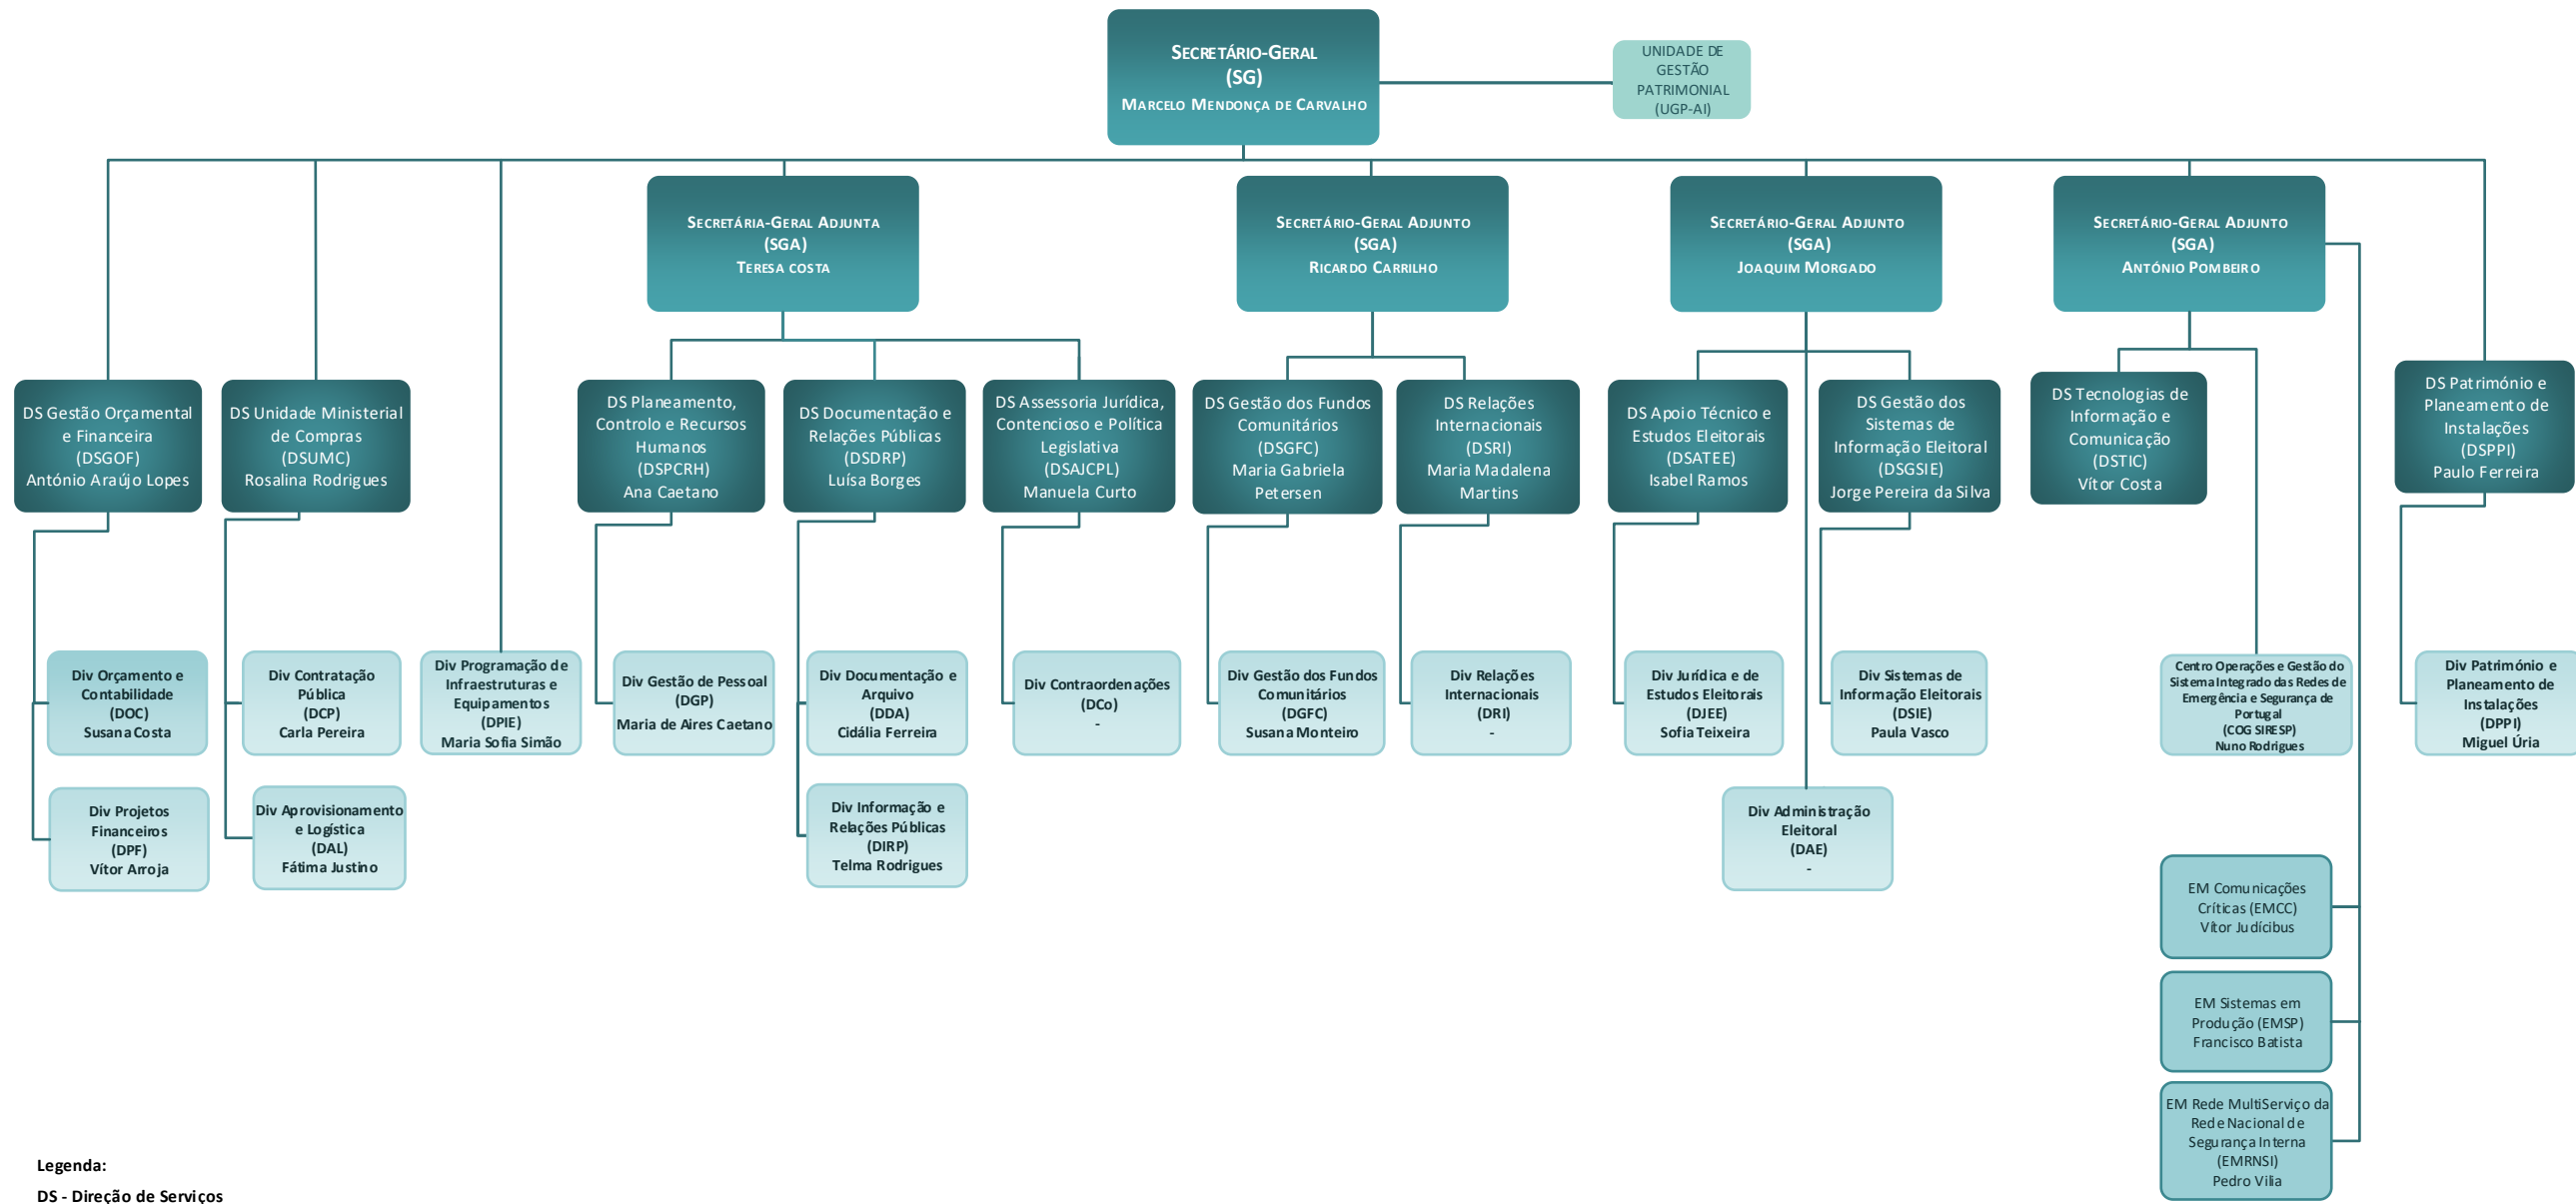 SECRETÁRIO-GERAL
(SG)
MARCELO MENDONÇA DE CARVALHO
UNIDADE DE
GESTÃO
PATRIMONIAL
(UGP-AI)
SECRETÁRIA-GERAL ADJUNTA
(SGA)
TERESA COSTA
SECRETÁRIO-GERAL ADJUNTO
(SGA)
RICARDO CARRILHO
SECRETÁRIO-GERAL ADJUNTO
(SGA)
JOAQUIM MORGADO
SECRETÁRIO-GERAL ADJUNTO
(SGA)
ANTÓNIO POMBEIRO
DS Gestão Orçamental
e Financeira
(DSGOF)
António Araújo Lopes
DS Unidade Ministerial
de Compras
(DSUMC)
Rosalina Rodrigues
DS Planeamento,
Controlo e Recursos
Humanos
(DSPCRH)
Ana Caetano
DS Documentação e
Relações Públicas
(DSDRP)
Luísa Borges
DS Assessoria Jurídica,
Contencioso e Política
Legislativa
(DSAJCPL)
Manuela Curto
DS Gestão dos Fundos
Comunitários
(DSGFC)
Maria Gabriela
Petersen
DS Relações
Internacionais
(DSRI)
Maria Madalena
Martins
DS Apoio Técnico e
Estudos Eleitorais
(DSATEE)
Isabel Ramos
DS Gestão dos
Sistemas de
Informação Eleitoral
(DSGSIE)
Jorge Pereira da Silva
DS Tecnologias de
Informação e
Comunicação
(DSTIC)
Vítor Costa
DS Património e
Planeamento de
Instalações
(DSPPI)
Paulo Ferreira
Div Orçamento e
Contabilidade
(DOC)
Susana Costa
Div Contratação
Pública
(DCP)
Carla Pereira
Div Programação de
Infraestruturas e
Equipamentos
(DPIE)
Maria Sofia Simão
Div Gestão de Pessoal
(DGP)
Maria de Aires Caetano
Div Documentação e
Arquivo
(DDA)
Cidália Ferreira
Div Contraordenações
(DCo)
-
Div Gestão dos Fundos
Comunitários
(DGFC)
Susana Monteiro
Div Relações
Internacionais
(DRI)
-
Div Jurídica e de
Estudos Eleitorais
(DJEE)
Sofia Teixeira
Div Sistemas de
Informação Eleitorais
(DSIE)
Paula Vasco
Centro Operações e Gestão do
Sistema Integrado das Redes de
Emergência e Segurança de
Portugal
(COG SIRESP)
Nuno Rodrigues
Div Património e
Planeamento de
Instalações
(DPPI)
Miguel Úria
Div Projetos
Financeiros
(DPF)
Vítor Arroja
Div Aprovisionamento
e Logística
(DAL)
Fátima Justino
Div Informação e
Relações Públicas
(DIRP)
Telma Rodrigues
Div Administração
Eleitoral
(DAE)
-
EM Comunicações
Críticas (EMCC)
Vítor Judícibus
EM Sistemas em
Produção (EMSP)
Francisco Batista
EM Rede MultiServiço da
Rede Nacional de
Segurança Interna
(EMRNSI)
Pedro Vilia
Legenda:
DS - Direção de Serviços